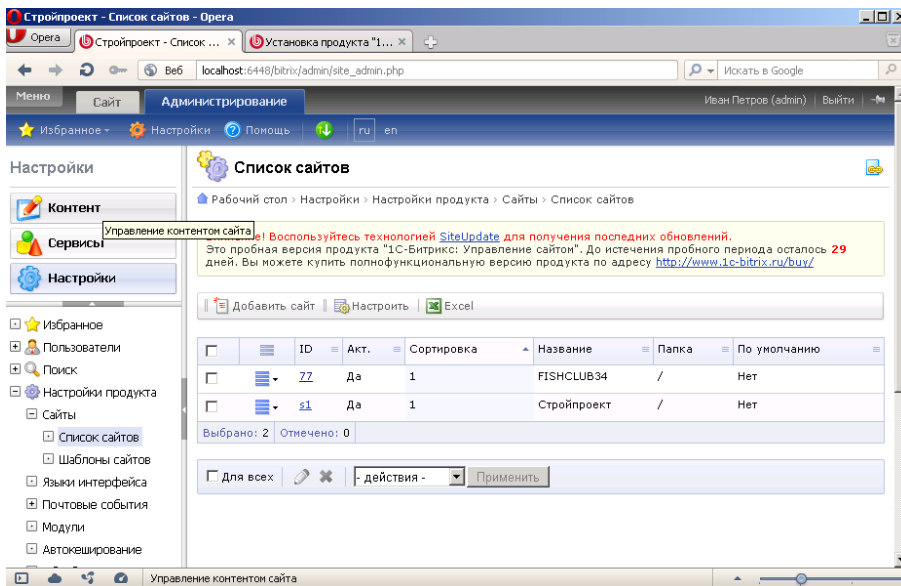 Стройпроект - Список сайтов - Opera
Opera
Стройпроект - Список ...
Установка продукта "1...
Веб
localhost:6448/bitrix/admin/site_admin.php
Искать в Google
Меню
Сайт
Администрирование
Иван Петров (admin)
Выйти
Избранное
Настройки
Помощь
ru
en
Настройки
Контент
Управление контентом сайта
Сервисы
Настройки
Избранное
Пользователи
Поиск
Настройки продукта
Сайты
Список сайтов
Шаблоны сайтов
Языки интерфейса
Почтовые события
Модули
Автокеширование
Список сайтов
Рабочий стол › Настройки › Настройки продукта › Сайты › Список сайтов
! Воспользуйтесь технологией SiteUpdate для получения последних обновлений.
Это пробная версия продукта "1С-Битрикс: Управление сайтом". До истечения пробного периода осталось 29
дней. Вы можете купить полнофункциональную версию продукта по адресу http://www.1c-bitrix.ru/buy/
Добавить сайт
Настроить
Excel
ID Акт. Сортировка Название Папка По умолчанию
77 Да 1 FISHCLUB34 / Нет
s1 Да 1 Стройпроект / Нет
Выбрано: 2 Отмечено: 0
Для всех
- действия -
Применить
Управление контентом сайта